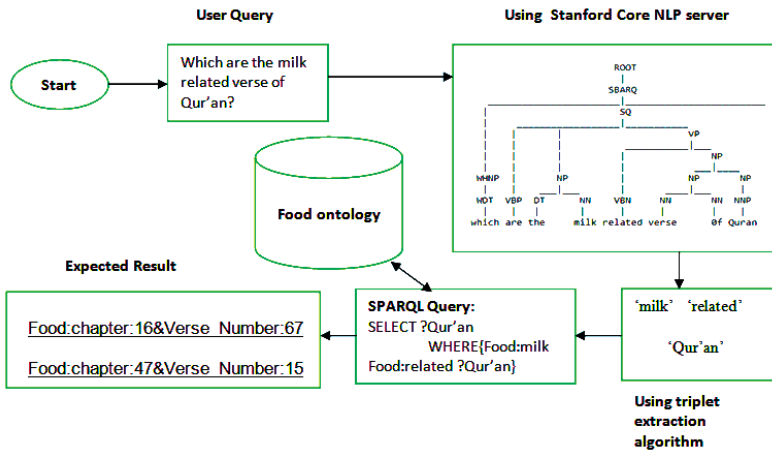 User Query
Using Stanford Core NLP server
Start
Which are the milk
related verse of
Qur'an?
ROOT
SBARQ
SQ
VP
NP
WHNP NP NP NP
WDT VBP DT NN VBN NN NN NNP
which are the milk related verse Of Quran
Food ontology
Expected Result
Food:chapter:16&Verse_Number:67
Food:chapter:47&Verse_Number:15
SPARQL Query:
SELECT ?Qur'an
WHERE{Food:milk
Food:related ?Qur'an}
‘milk’ ‘related’
‘Qur’an’
Using triplet
extraction
algorithm